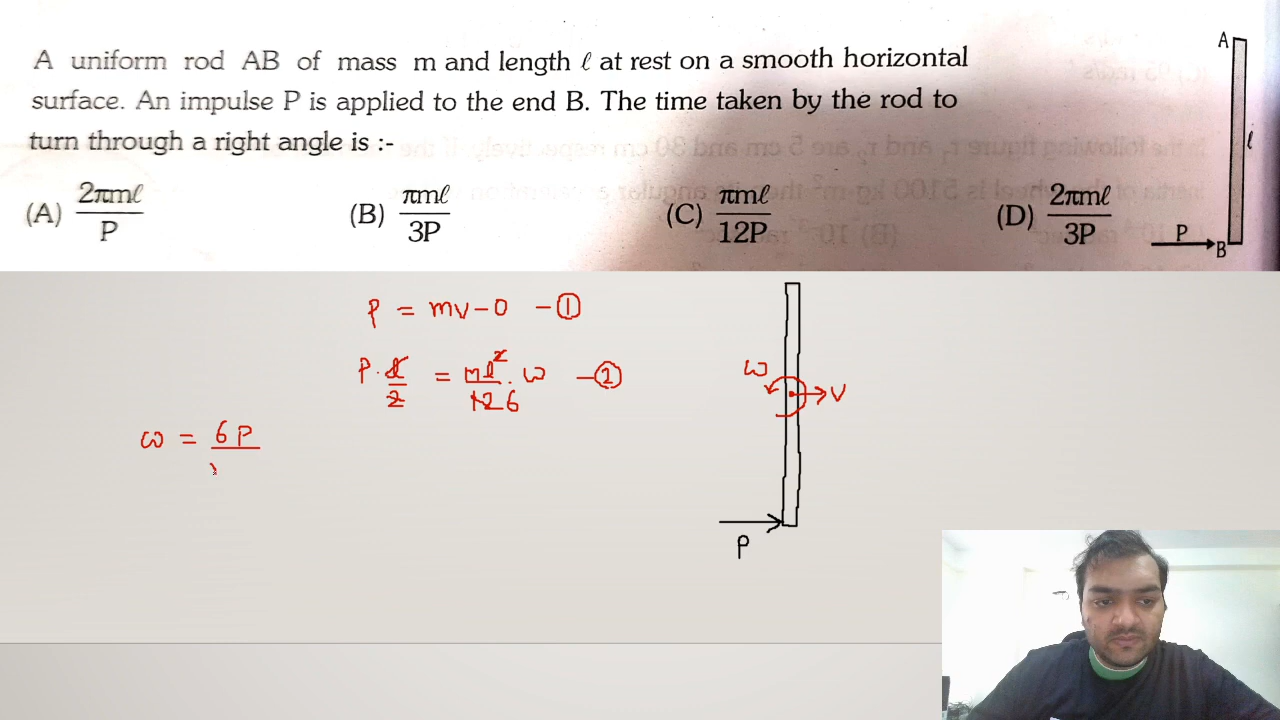 A uniform rod AB of mass m and length ℓ at rest on a smooth horizontal
surface. An impulse P is applied to the end B. The time taken by the rod to
turn through a right angle is :-
(A) 2πmℓ/P (B) πmℓ/3P (C) πmℓ/12P (D) 2πmℓ/3P
A
ℓ
P
B
P = mv - 0 - ①
P. ℓ/2 = mℓ²/12 6 . ω - ②
ω = 6P
ω
v
P